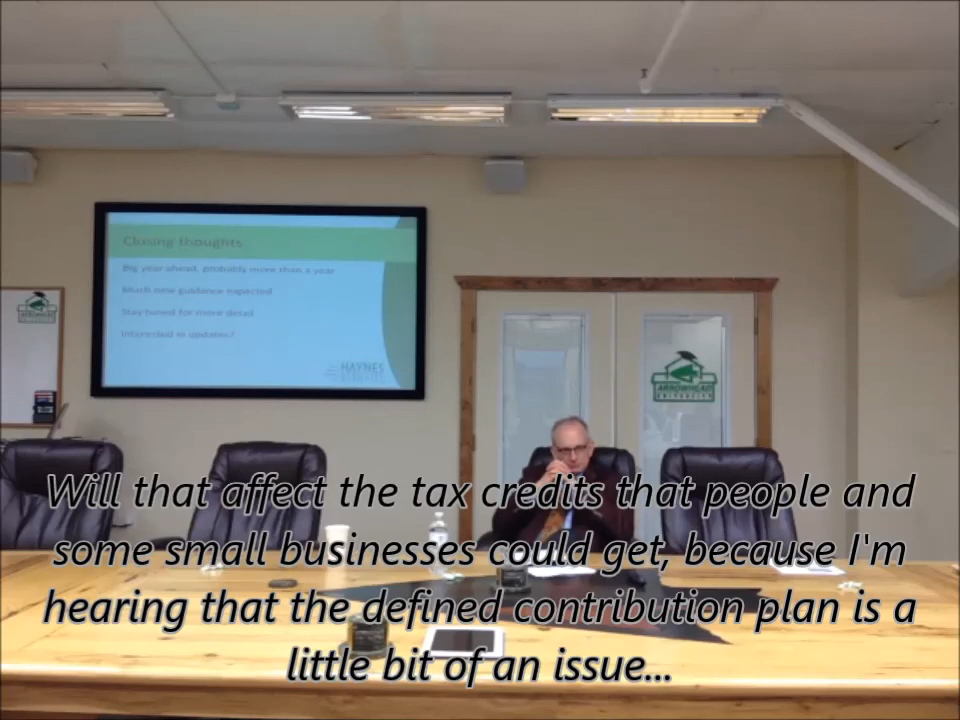 Closing thoughts
Big year ahead, probably more than a year
Much new guidance expected
Stay tuned for more detail
Interested in updates?
HAYNES
BENEFITS
ARROWHEAD
UNIVERSITY
Will that affect the tax credits that people and
some small businesses could get, because I'm
hearing that the defined contribution plan is a
little bit of an issue...